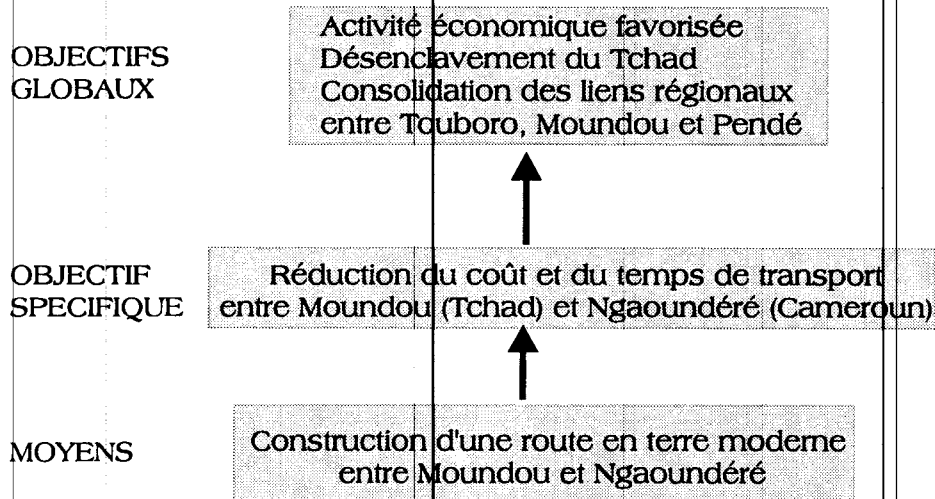 OBJECTIFS
GLOBAUX
Activité économique favorisée
Désenclavement du Tchad
Consolidation des liens régionaux
entre Touboro, Moundou et Pendé
OBJECTIF
SPECIFIQUE
Réduction du coût et du temps de transport
entre Moundou (Tchad) et Ngaoundéré (Cameroun)
MOYENS
Construction d'une route en terre moderne
entre Moundou et Ngaoundéré